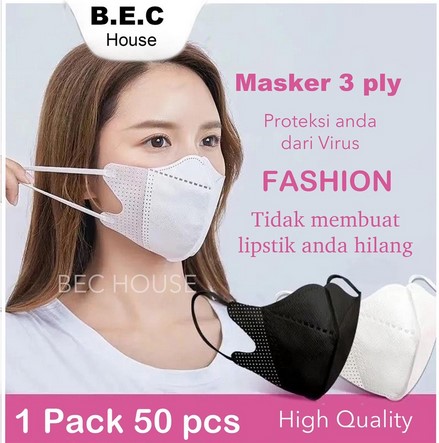 B.E.C
House
Masker 3 ply
Proteksi anda
dari Virus
FASHION
Tidak membuat
lipstik anda hilang
BEC HOUSE
1 Pack 50 pcs
High Quality